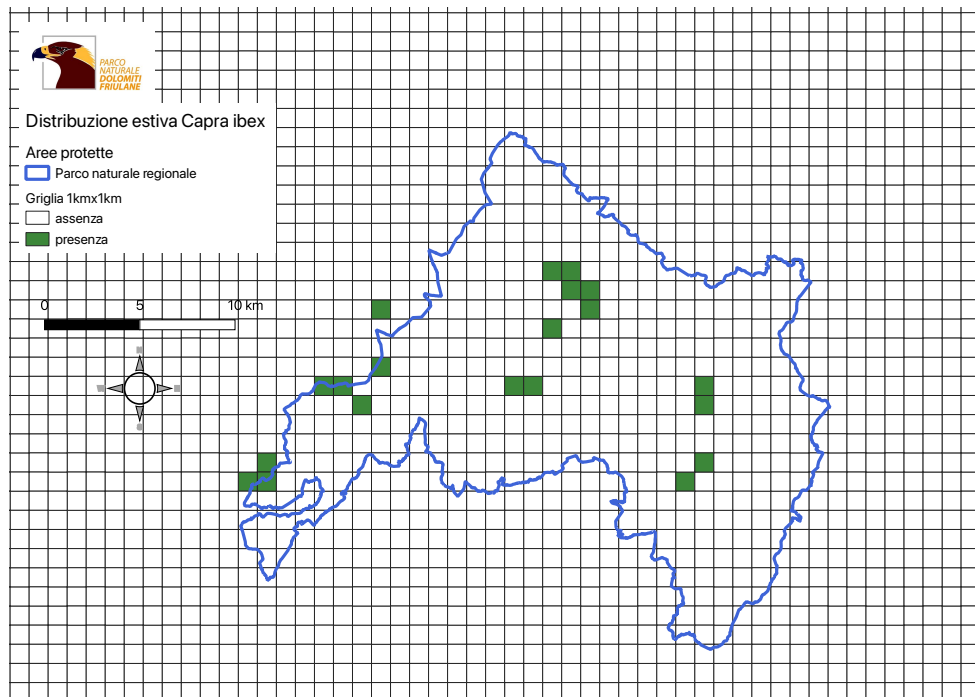 PARCO
NATURALE
DOLOMITI
FRIULANE
Distribuzione estiva Capra ibex
Aree protette
Parco naturale regionale
Griglia 1kmx1km
assenza
presenza
0 5 10 km